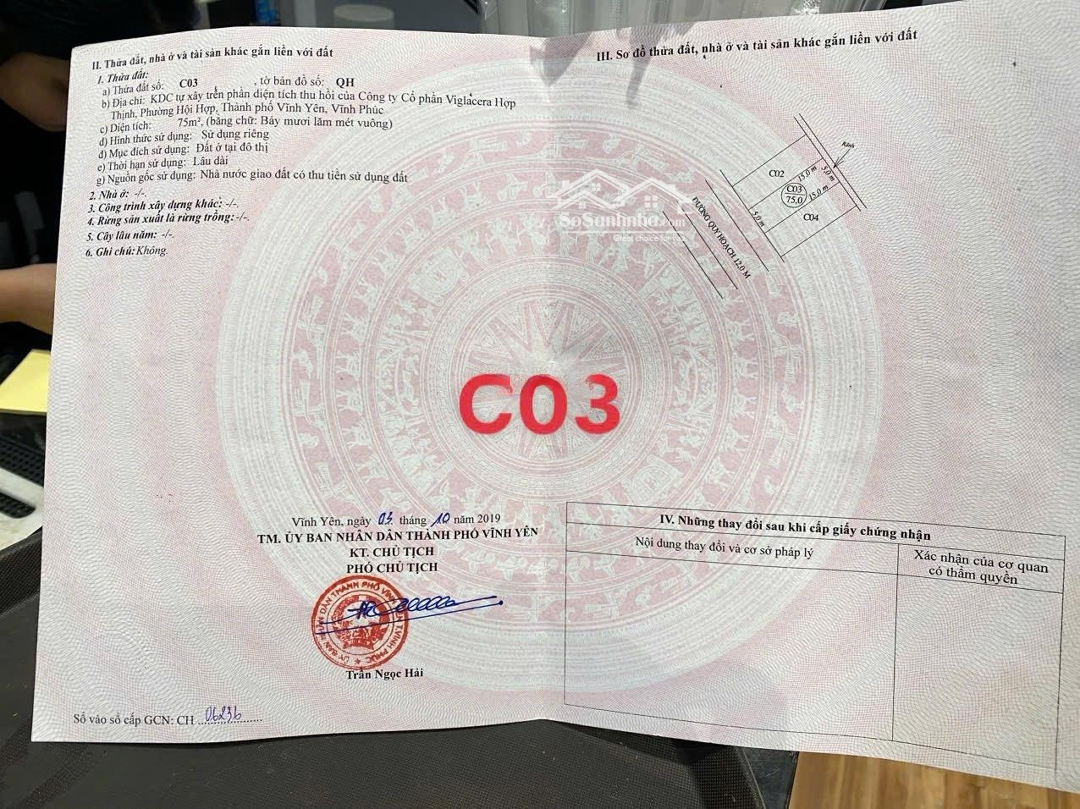 II. Thửa đất, nhà ở và tài sản khác gắn liền với đất
1. Thửa đất:
a) Thửa đất số: C03 , tờ bản đồ số: QH
b) Địa chỉ: KDC tự xây trên phần diện tích thu hồi của Công ty Cổ phần Viglacera Hợp
Thịnh, Phường Hội Hợp, Thành phố Vĩnh Yên, Vĩnh Phúc
c) Diện tích: 75m², (bằng chữ: Bảy mươi lăm mét vuông)
d) Hình thức sử dụng: Sử dụng riêng
đ) Mục đích sử dụng: Đất ở tại đô thị
e) Thời hạn sử dụng: Lâu dài
g) Nguồn gốc sử dụng: Nhà nước giao đất có thu tiền sử dụng đất
2. Nhà ở: -/-.
3. Công trình xây dựng khác: -/-.
4. Rừng sản xuất là rừng trồng: -/-.
5. Cây lâu năm: -/-.
6. Ghi chú: Không.
III. Sơ đồ thửa đất, nhà ở và tài sản khác gắn liền với đất
Rãnh
C02
15.0 m
5.0 m
C03
75,0
15.0 m
5.0 m
C04
ĐƯỜNG QUY HOẠCH 12.0 M
SoSanhnha.com
C03
Vĩnh Yên, ngày 03 tháng 10 năm 2019
TM. ỦY BAN NHÂN DÂN THÀNH PHỐ VĨNH YÊN
KT. CHỦ TỊCH
PHÓ CHỦ TỊCH
Trần Ngọc Hải
Số vào sổ cấp GCN: CH 06236
IV. Những thay đổi sau khi cấp giấy chứng nhận
Nội dung thay đổi và cơ sở pháp lý
Xác nhận của cơ quan
có thẩm quyền